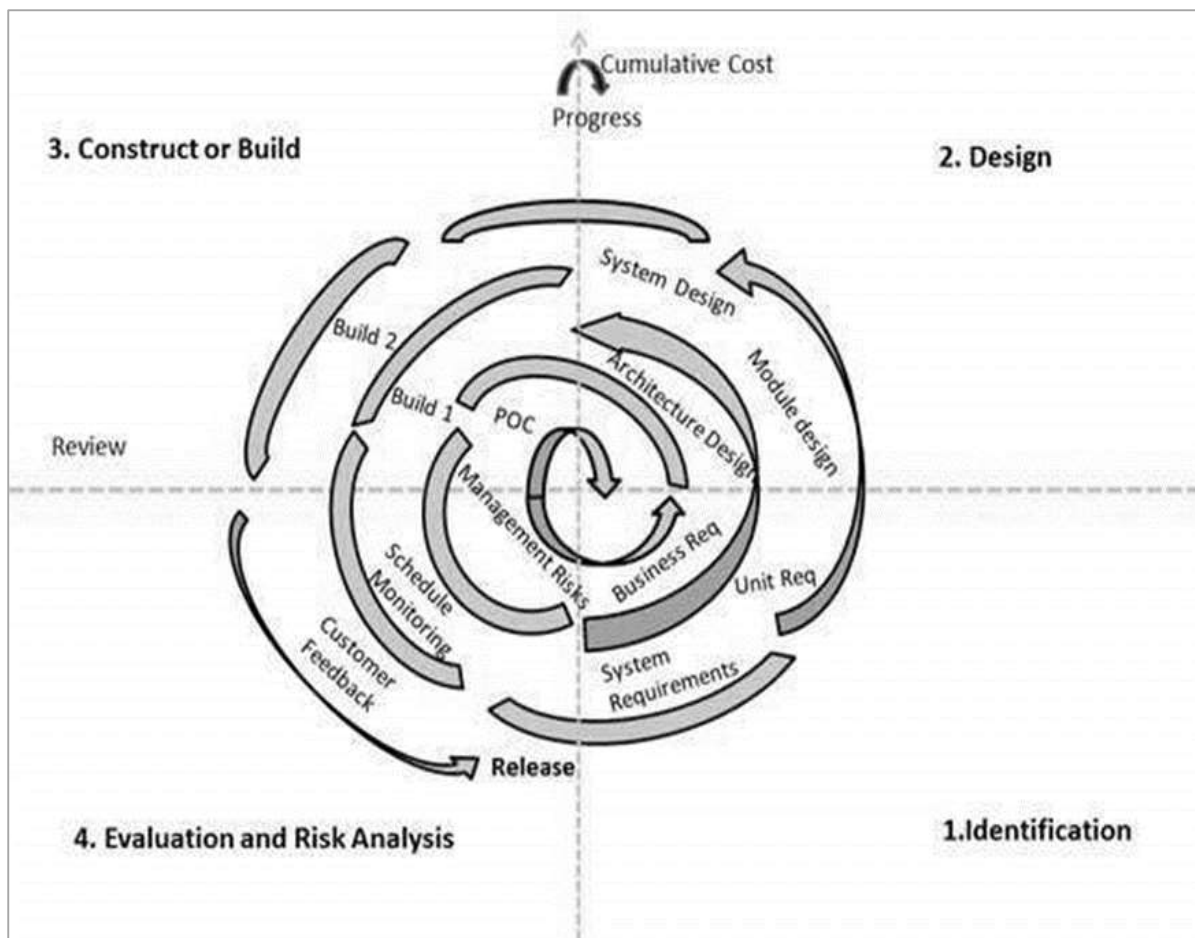 Cumulative Cost
Progress
3. Construct or Build
2. Design
System Design
Build 2
Module design
Architecture Design
Build 1
POC
Review
Management Risks
Business Req
Unit Req
Schedule
Monitoring
Customer
Feedback
System
Requirements
Release
4. Evaluation and Risk Analysis
1.Identification